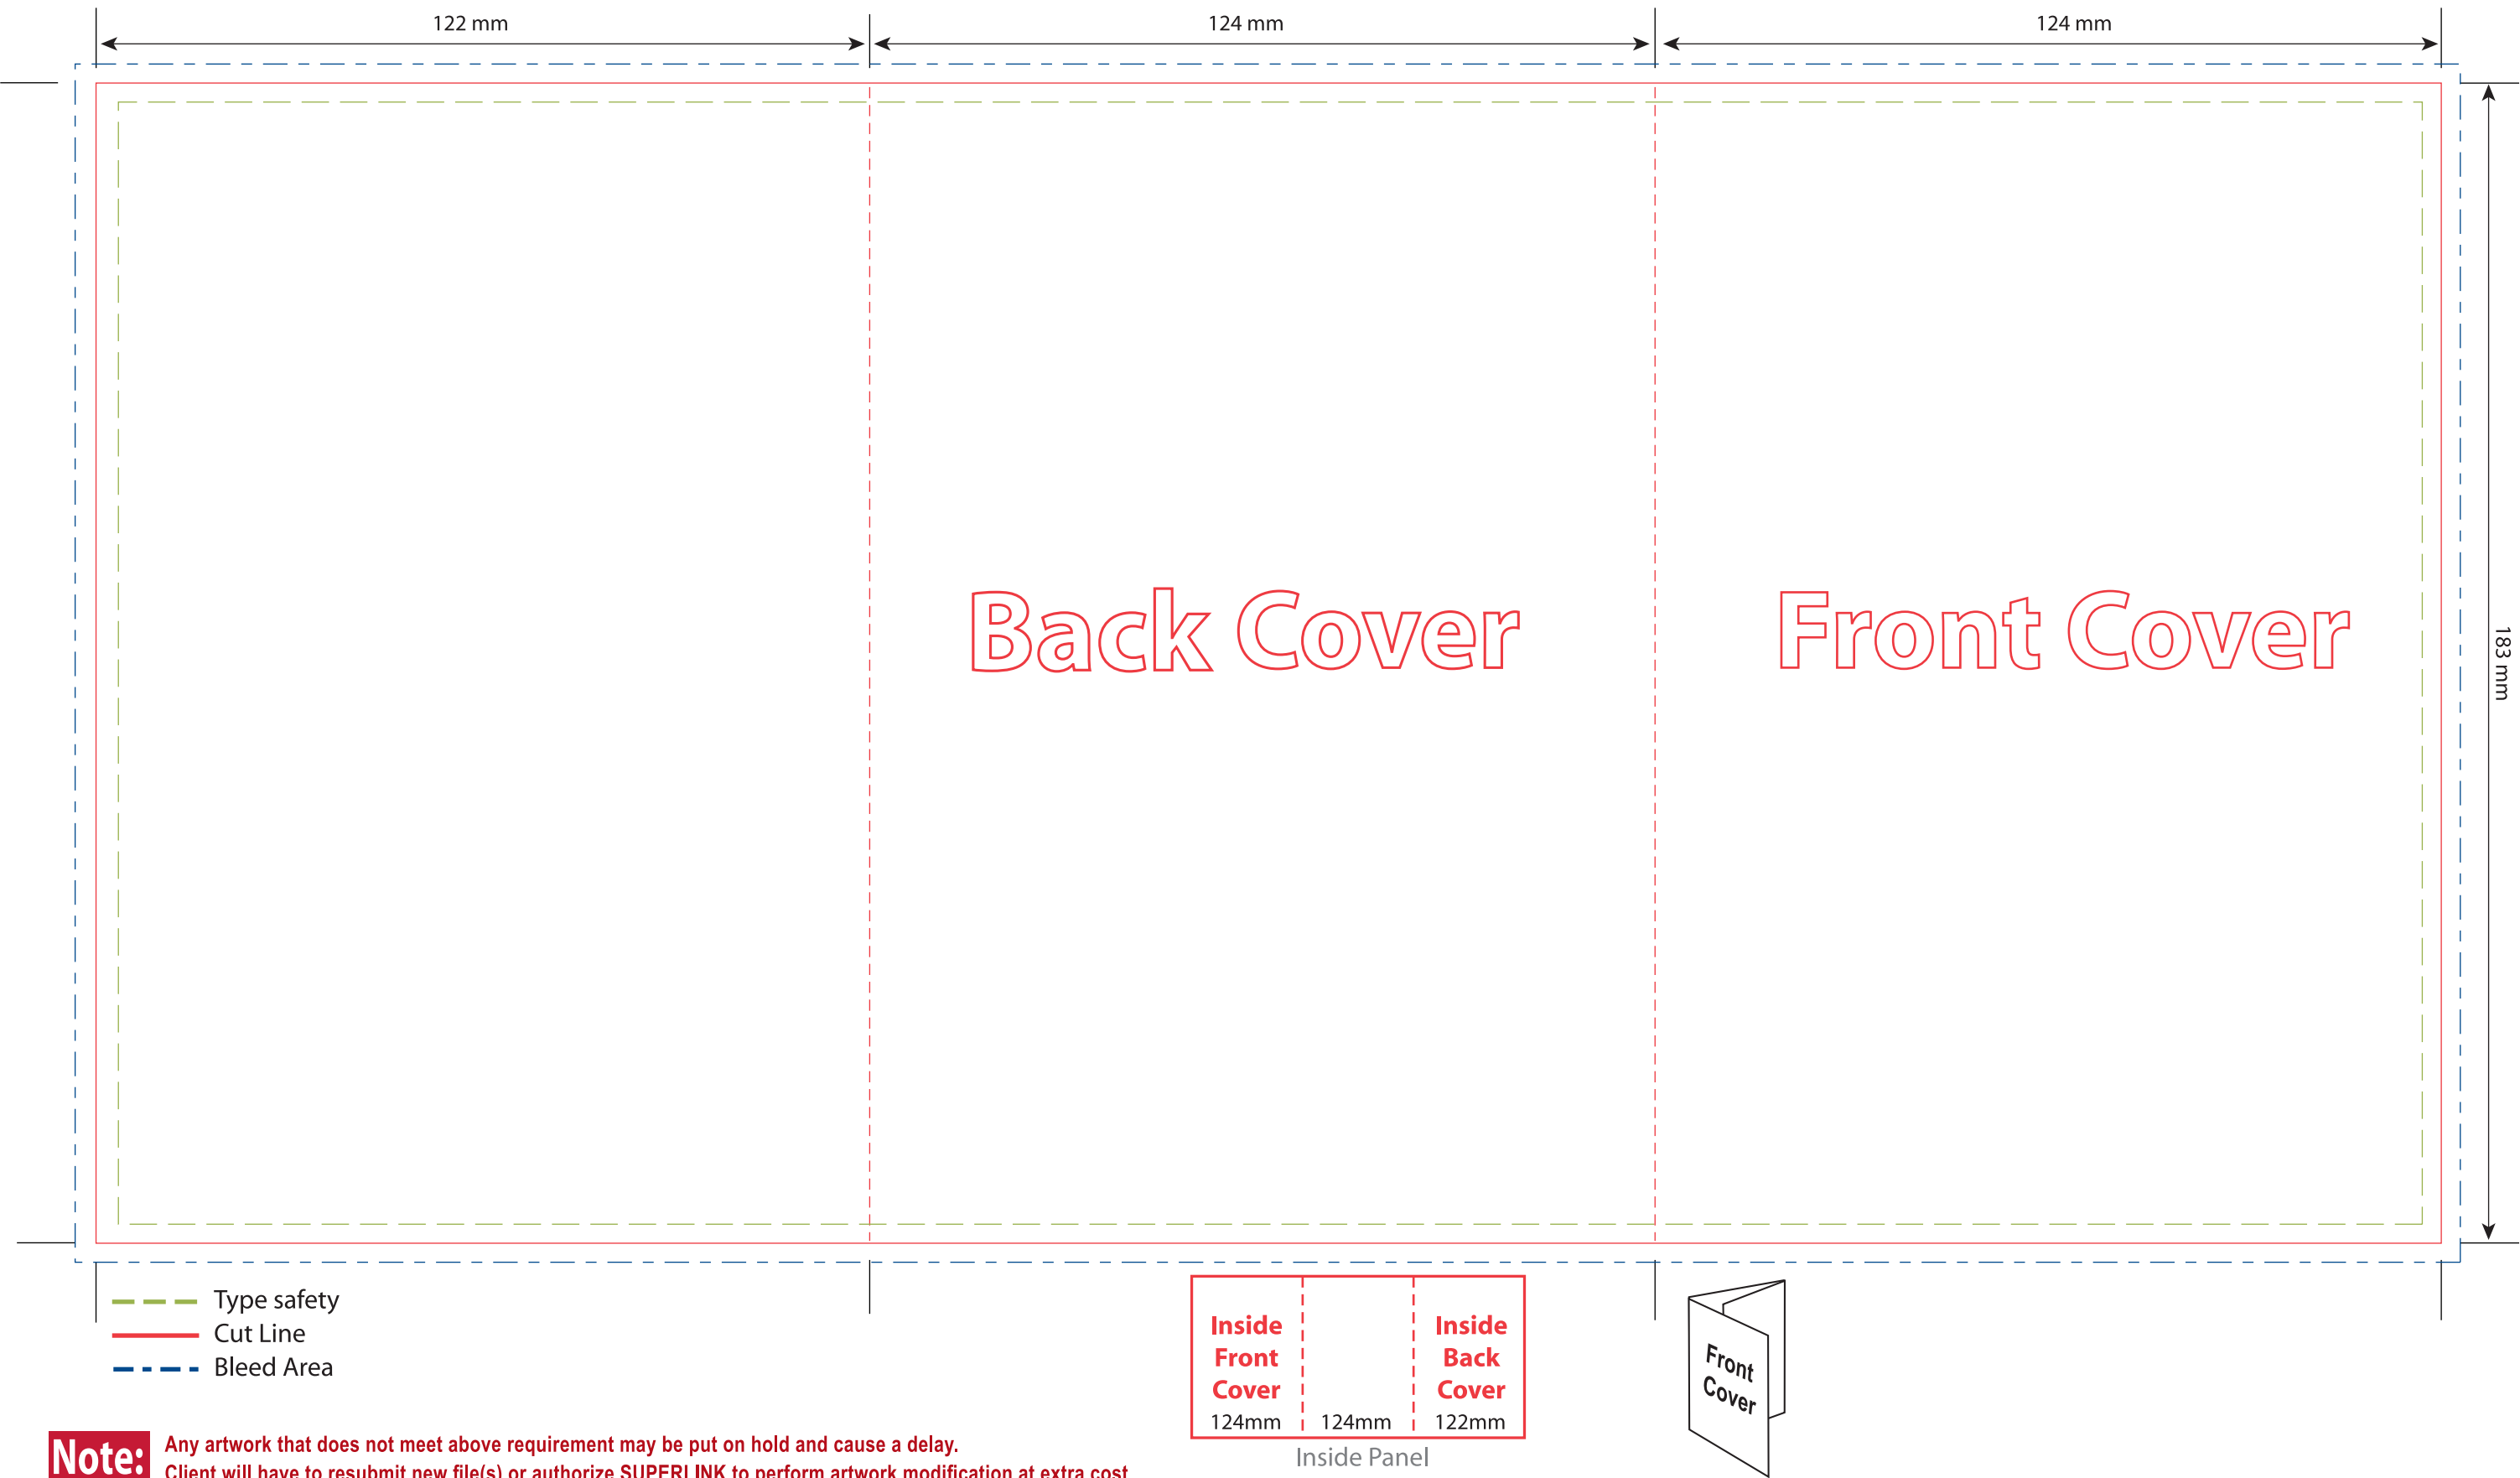 122 mm
124 mm
124 mm
Back Cover
Front Cover
183 mm
Type safety
Cut Line
Bleed Area
Inside
Front
Cover
124mm
124mm
Inside
Back
Cover
122mm
Inside Panel
Front
Cover
Note:
Any artwork that does not meet above requirement may be put on hold and cause a delay.
Client will have to resubmit new file(s) or authorize SUPERLINK to perform artwork modification at extra cost